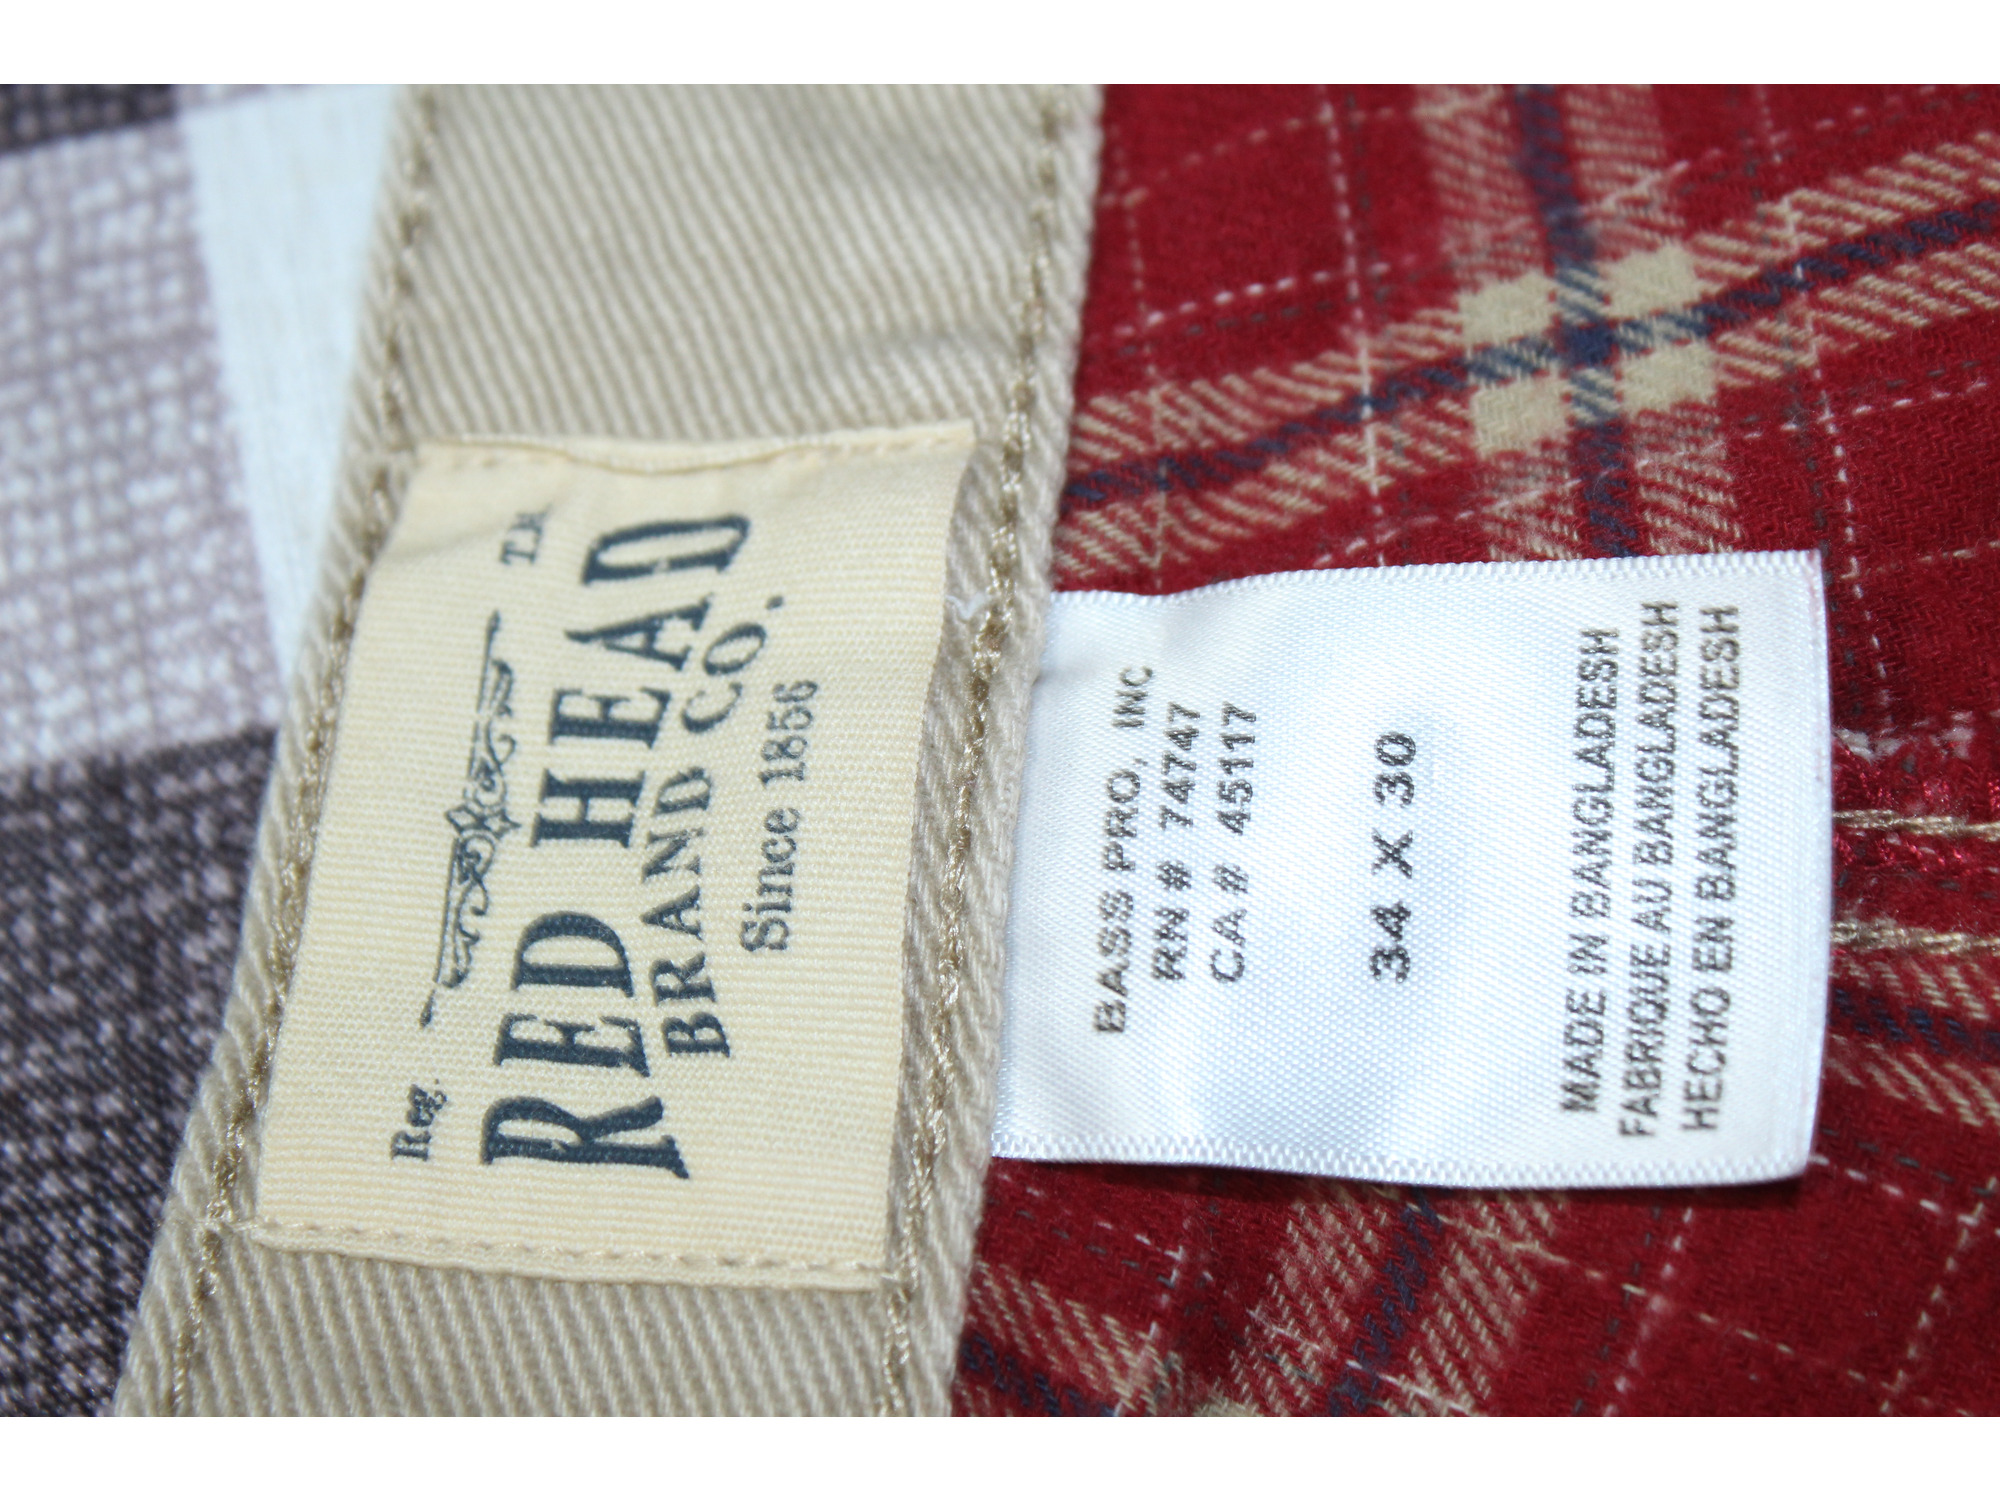 Reg. T.M.
RED HEAD
BRAND CO.
Since 1856
BASS PRO, INC
RN # 74747
CA # 45117
34 X 30
MADE IN BANGLADESH
FABRIQUE AU BANGLADESH
HECHO EN BANGLADESH